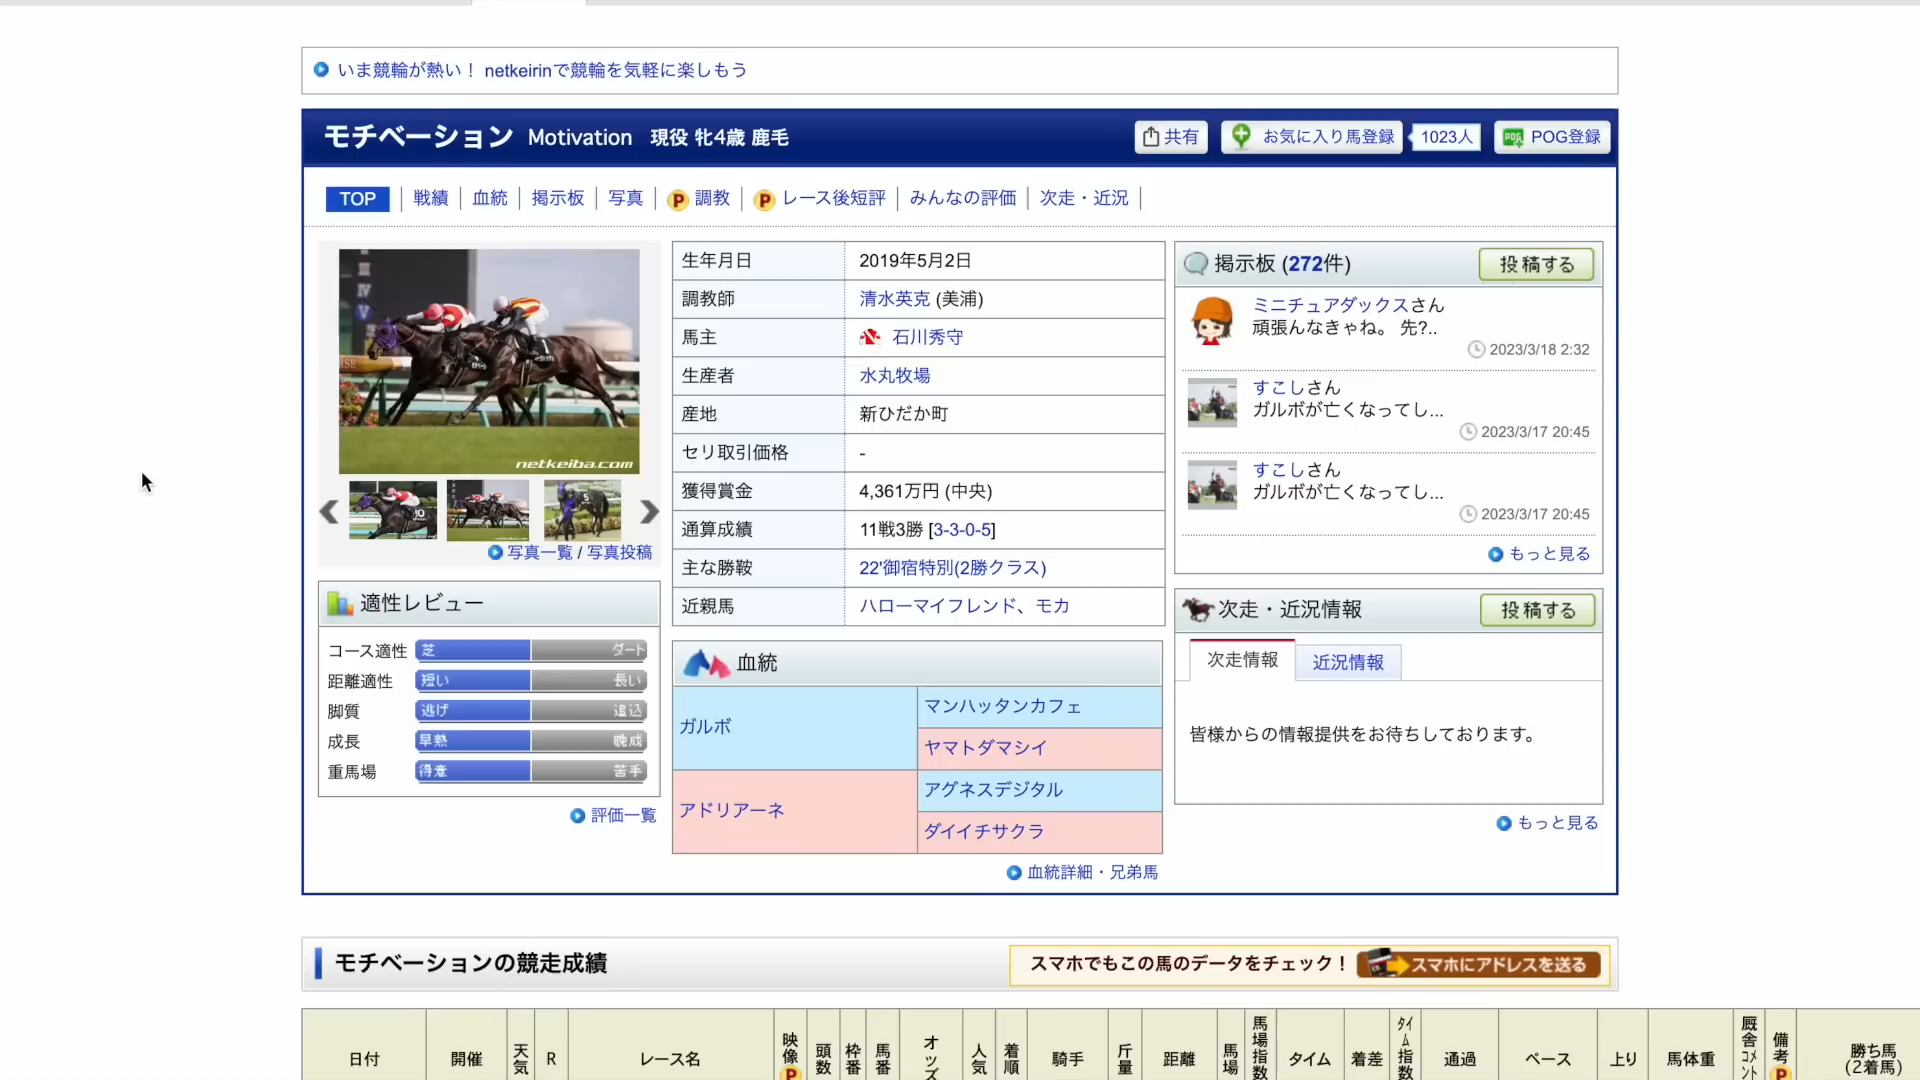 いま競輪が熱い！ netkeirinで競輪を気軽に楽しもう
モチベーション Motivation 現役 牝4歳 鹿毛
共有
お気に入り馬登録
1023人
POG登録
TOP
戦績
血統
掲示板
写真
調教
レース後短評
みんなの評価
次走・近況
netkeiba.com
写真一覧 / 写真投稿
適性レビュー
コース適性 芝 ダート
距離適性 短い 長い
脚質 逃げ 追込
成長 早熟 晩成
重馬場 得意 苦手
評価一覧
生年月日 2019年5月2日
調教師 清水英克 (美浦)
馬主 石川秀守
生産者 水丸牧場
産地 新ひだか町
セリ取引価格 -
獲得賞金 4,361万円 (中央)
通算成績 11戦3勝 [3-3-0-5]
主な勝鞍 22'御宿特別(2勝クラス)
近親馬 ハローマイフレンド、モカ
血統
ガルボ
マンハッタンカフェ
ヤマトダマシイ
アドリアーネ
アグネスデジタル
ダイイチサクラ
血統詳細・兄弟馬
掲示板 (272件)
投稿する
ミニチュアダックスさん
頑張んなきゃね。 先?..
2023/3/18 2:32
すこしさん
ガルボが亡くなってし...
2023/3/17 20:45
すこしさん
ガルボが亡くなってし...
2023/3/17 20:45
もっと見る
次走・近況情報
投稿する
次走情報
近況情報
皆様からの情報提供をお待ちしております。
もっと見る
モチベーションの競走成績
スマホでもこの馬のデータをチェック！
スマホにアドレスを送る
日付
開催
天気
R
レース名
映像
頭数
枠番
馬番
オッズ
人気
着順
騎手
斤量
距離
馬場
馬場指数
タイム
着差
タイム指数
通過
ペース
上り
馬体重
厩舎コメント
備考
勝ち馬
(2着馬)